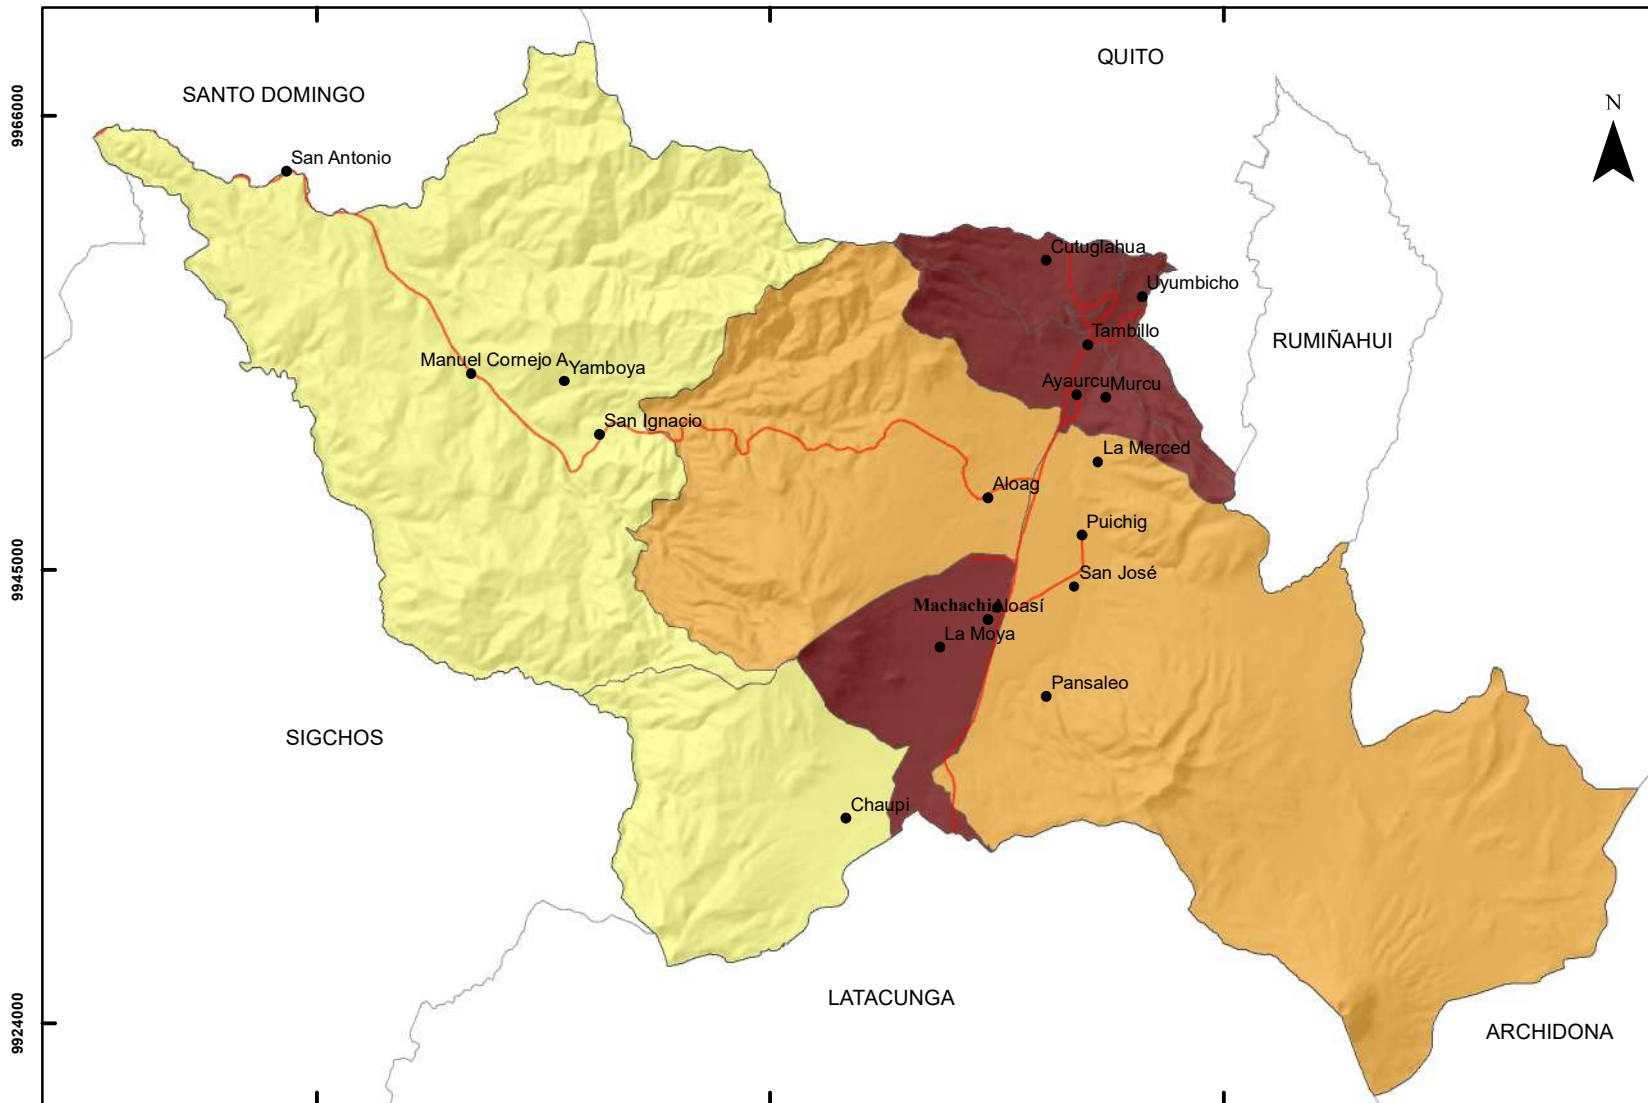 QUITO
SANTO DOMINGO
N
9966000
San Antonio
Cutuglahua
Uyumbicho
Tambillo
RUMIÑAHUI
Manuel Cornejo A
Yamboya
Ayaurcu
Murcu
San Ignacio
La Merced
Aloag
Puichig
9945000
San José
Machachi
Aloasí
La Moya
Pansaleo
SIGCHOS
Chaupi
LATACUNGA
9924000
ARCHIDONA